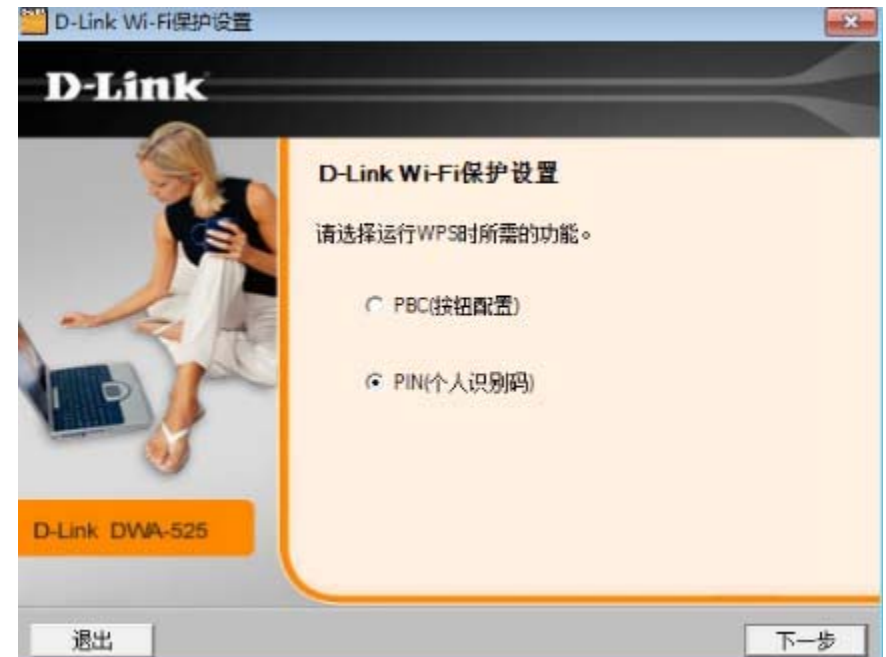 D-Link Wi-Fi保护设置
D-Link
D-Link Wi-Fi保护设置
请选择运行WPS时所需的功能。
PBC(按钮配置)
PIN(个人识别码)
D-Link DWA-525
退出
下一步